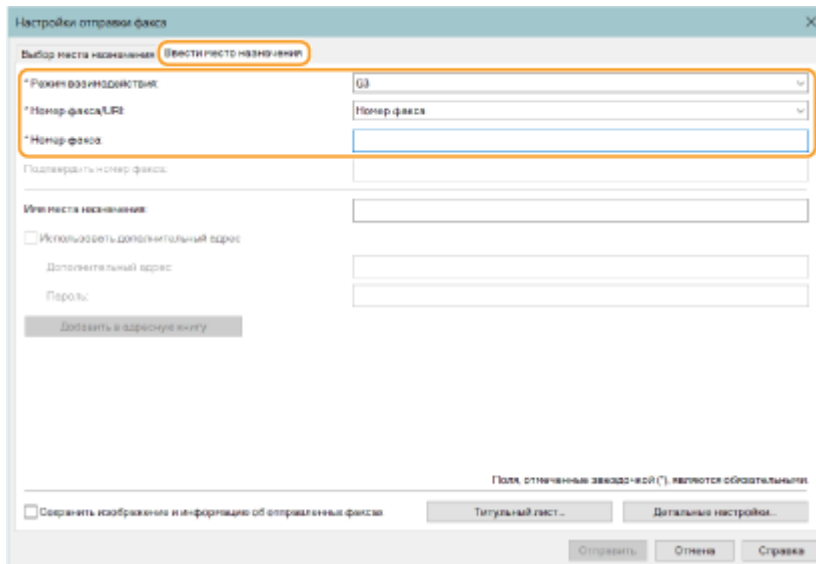 Настройки отправки факса
Выбор места назначения Ввести место назначения
*Режим взаимодействия: G3
*Номер факса/URI: Номер факса
*Номер факса:
Подтвердить номер факса:
Имя места назначения:
Использовать дополнительный адрес
Дополнительный адрес:
Пароль:
Добавить в адресную книгу
Поля, отмеченные звездочкой (*), являются обязательными.
Сохранить изображение и информацию об отправленных факсах Титульный лист... Детальные настройки...
Отправить Отмена Справка